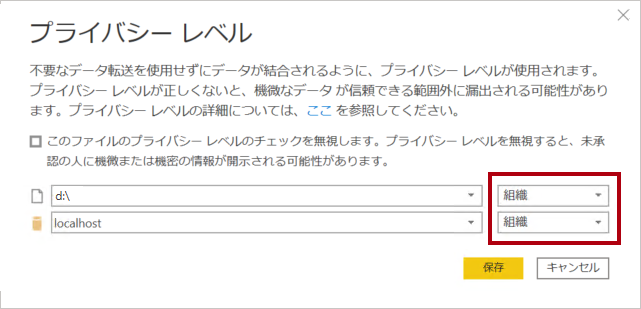 プライバシー レベル
不要なデータ転送を使用せずにデータが結合されるように、プライバシー レベルが使用されます。
プライバシー レベルが正しくないと、機微なデータ が信頼できる範囲外に漏出される可能性があり
ます。プライバシー レベルの詳細については、ここ を参照してください。
このファイルのプライバシー レベルのチェックを無視します。プライバシー レベルを無視すると、未承
認の人に機微または機密の情報が開示される可能性があります。
d:\ 組織
localhost 組織
保存 キャンセル